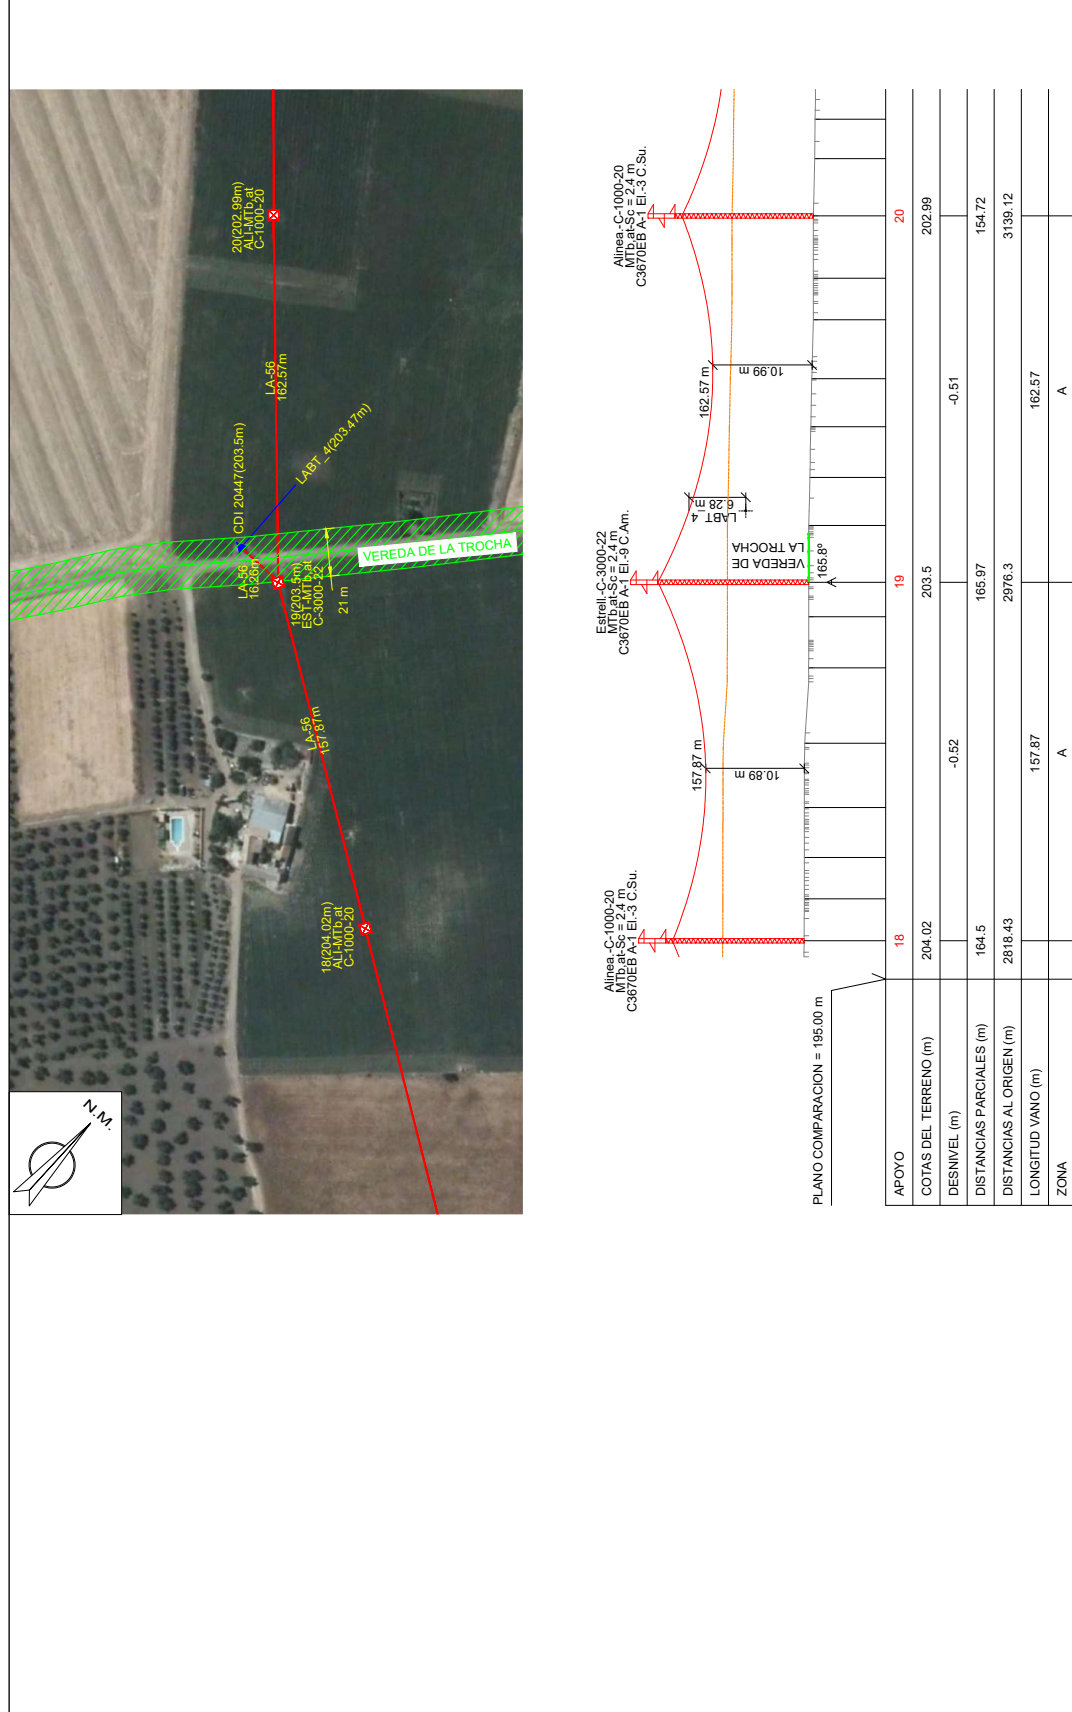 20(202.99m)
ALI-MTb,at
C-1000-20
LA-56
162.57m
CDI 20447(203.5m)
LABT_4(203.47m)
VEREDA DE LA TROCHA
LA-56
16.26m
19(203.5m)
EST-MTb,at
C-3000-22
21 m
LA-56
157.87m
18(204.02m)
ALI-MTb,at
C-1000-20
N.M.
Alinea.-C-1000-20
MTb,at-Sc = 2.4 m
C3670EB A-1 El.-3 C.Su.
Estrell.-C-3000-22
MTb,at-Sc = 2.4 m
C3670EB A-1 El.-9 C.Am.
Alinea.-C-1000-20
MTb,at-Sc = 2.4 m
C3670EB A-1 El.-3 C.Su.
157.87 m
10.89 m
162.57 m
10.99 m
6.28 m
LABT_4
VEREDA DE
LA TROCHA
165.8º
PLANO COMPARACION = 195.00 m
APOYO 18 19 20
COTAS DEL TERRENO (m) 204.02 203.5 202.99
DESNIVEL (m) -0.52 -0.51
DISTANCIAS PARCIALES (m) 164.5 165.97 154.72
DISTANCIAS AL ORIGEN (m) 2818.43 2976.3 3139.12
LONGITUD VANO (m) 157.87 162.57
ZONA A A